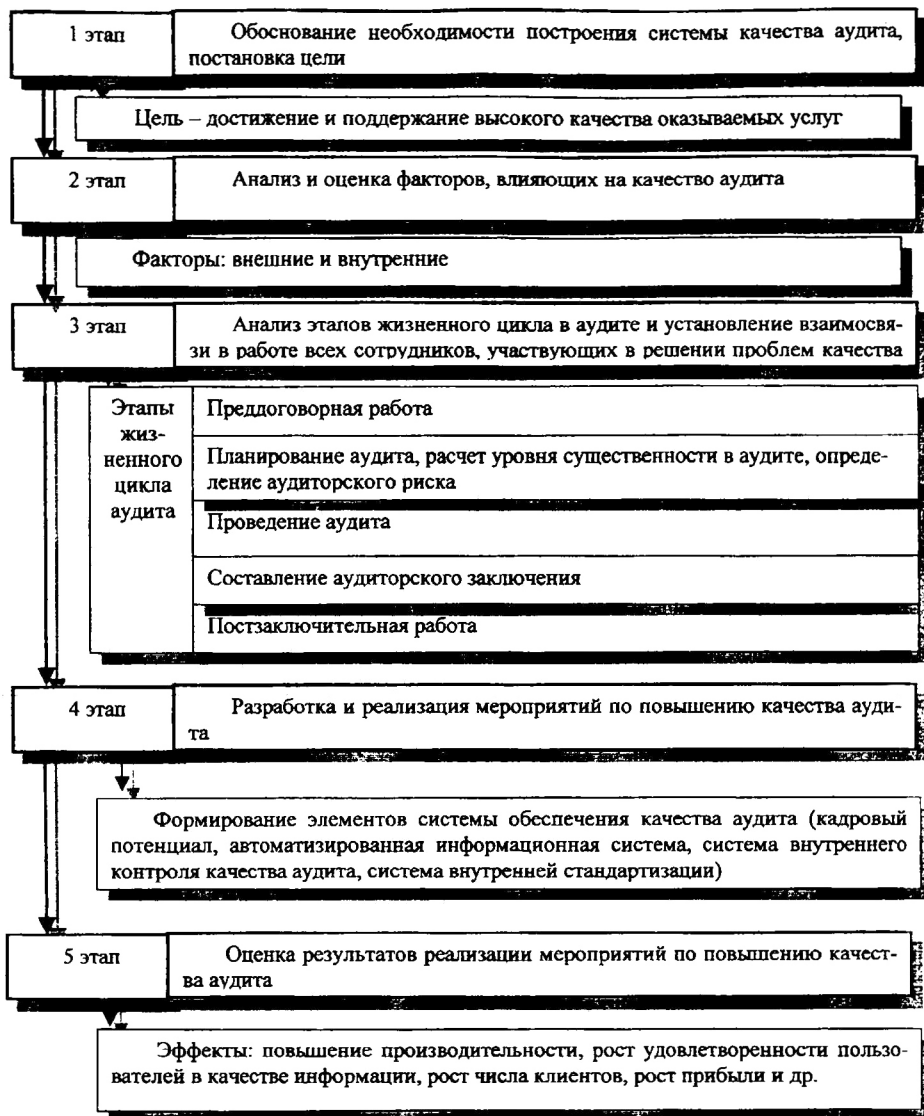 1 этап
Обоснование необходимости построения системы качества аудита,
постановка цели
Цель – достижение и поддержание высокого качества оказываемых услуг
2 этап
Анализ и оценка факторов, влияющих на качество аудита
Факторы: внешние и внутренние
3 этап
Анализ этапов жизненного цикла в аудите и установление взаимосвя-
зи в работе всех сотрудников, участвующих в решении проблем качества
Этапы
жиз-
ненного
цикла
аудита
Преддоговорная работа
Планирование аудита, расчет уровня существенности в аудите, опреде-
ление аудиторского риска
Проведение аудита
Составление аудиторского заключения
Постзаключительная работа
4 этап
Разработка и реализация мероприятий по повышению качества ауди-
та
Формирование элементов системы обеспечения качества аудита (кадровый
потенциал, автоматизированная информационная система, система внутреннего
контроля качества аудита, система внутренней стандартизации)
5 этап
Оценка результатов реализации мероприятий по повышению качест-
ва аудита
Эффекты: повышение производительности, рост удовлетворенности пользо-
вателей в качестве информации, рост числа клиентов, рост прибыли и др.